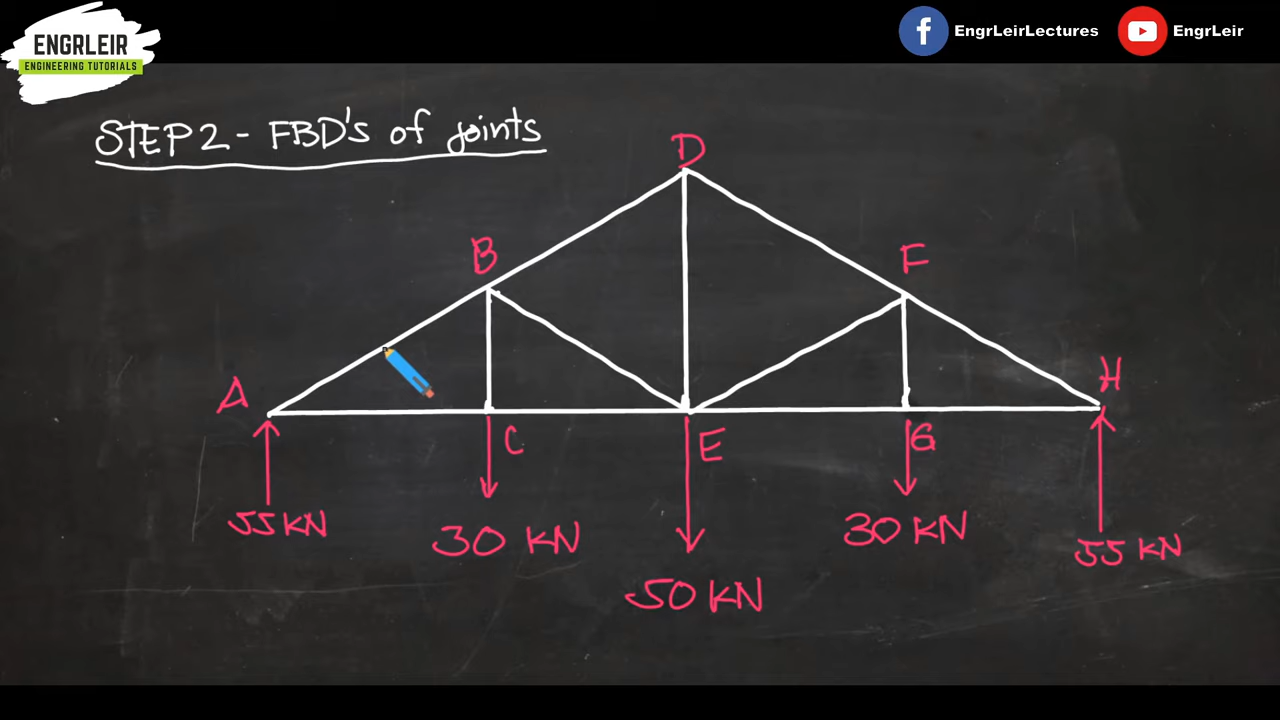 ENGRLEIR
ENGINEERING TUTORIALS
EngrLeirLectures
EngrLeir
STEP 2 - FBD's of joints
D
B
F
A
H
C
E
G
55 KN
30 KN
50 KN
30 KN
55 KN